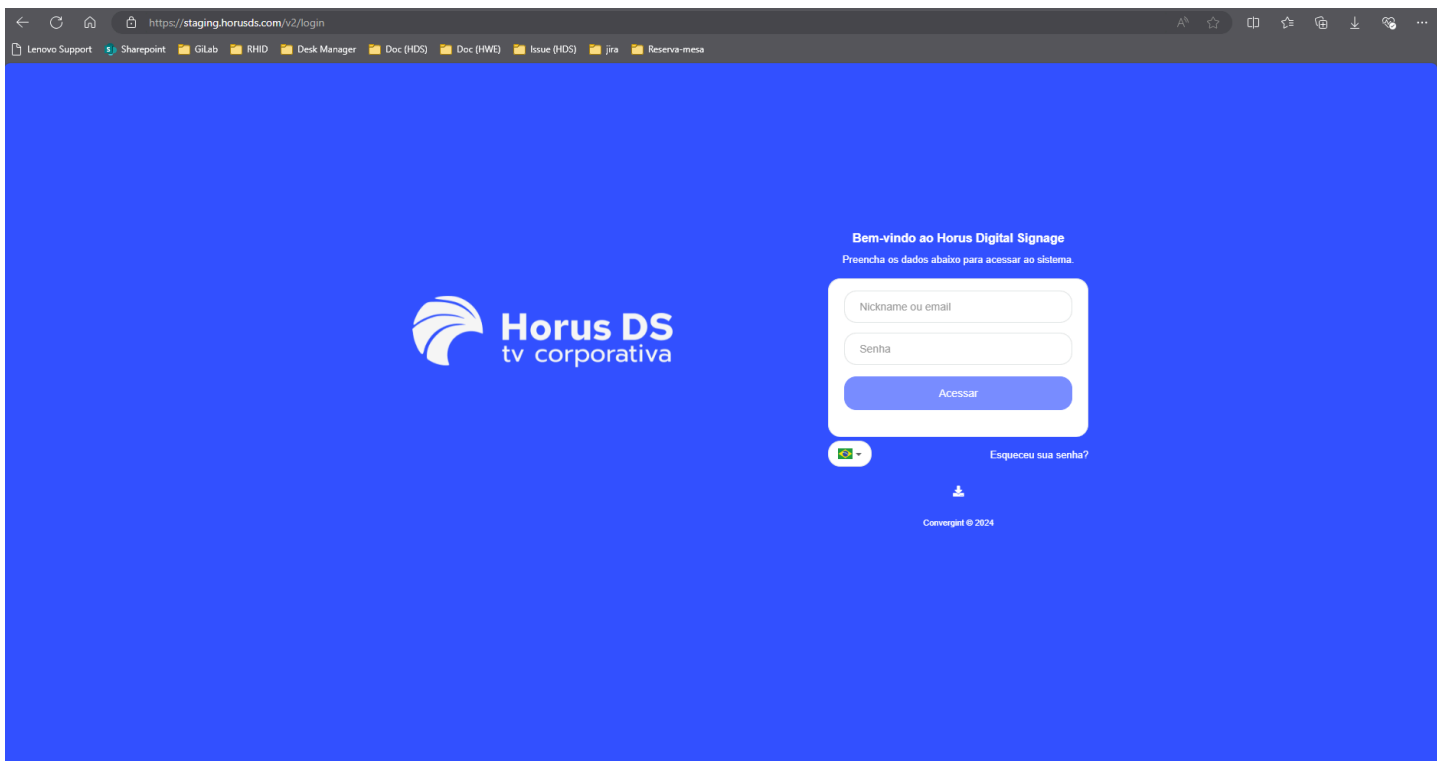 https://staging.horusds.com/v2/login
Lenovo Support Sharepoint GiLab RHID Desk Manager Doc (HDS) Doc (HWE) Issue (HDS) jira Reserva-mesa
Bem-vindo ao Horus Digital Signage
Preencha os dados abaixo para acessar ao sistema.
Horus DS
tv corporativa
Nickname ou email
Senha
Acessar
Esqueceu sua senha?
Convergint © 2024